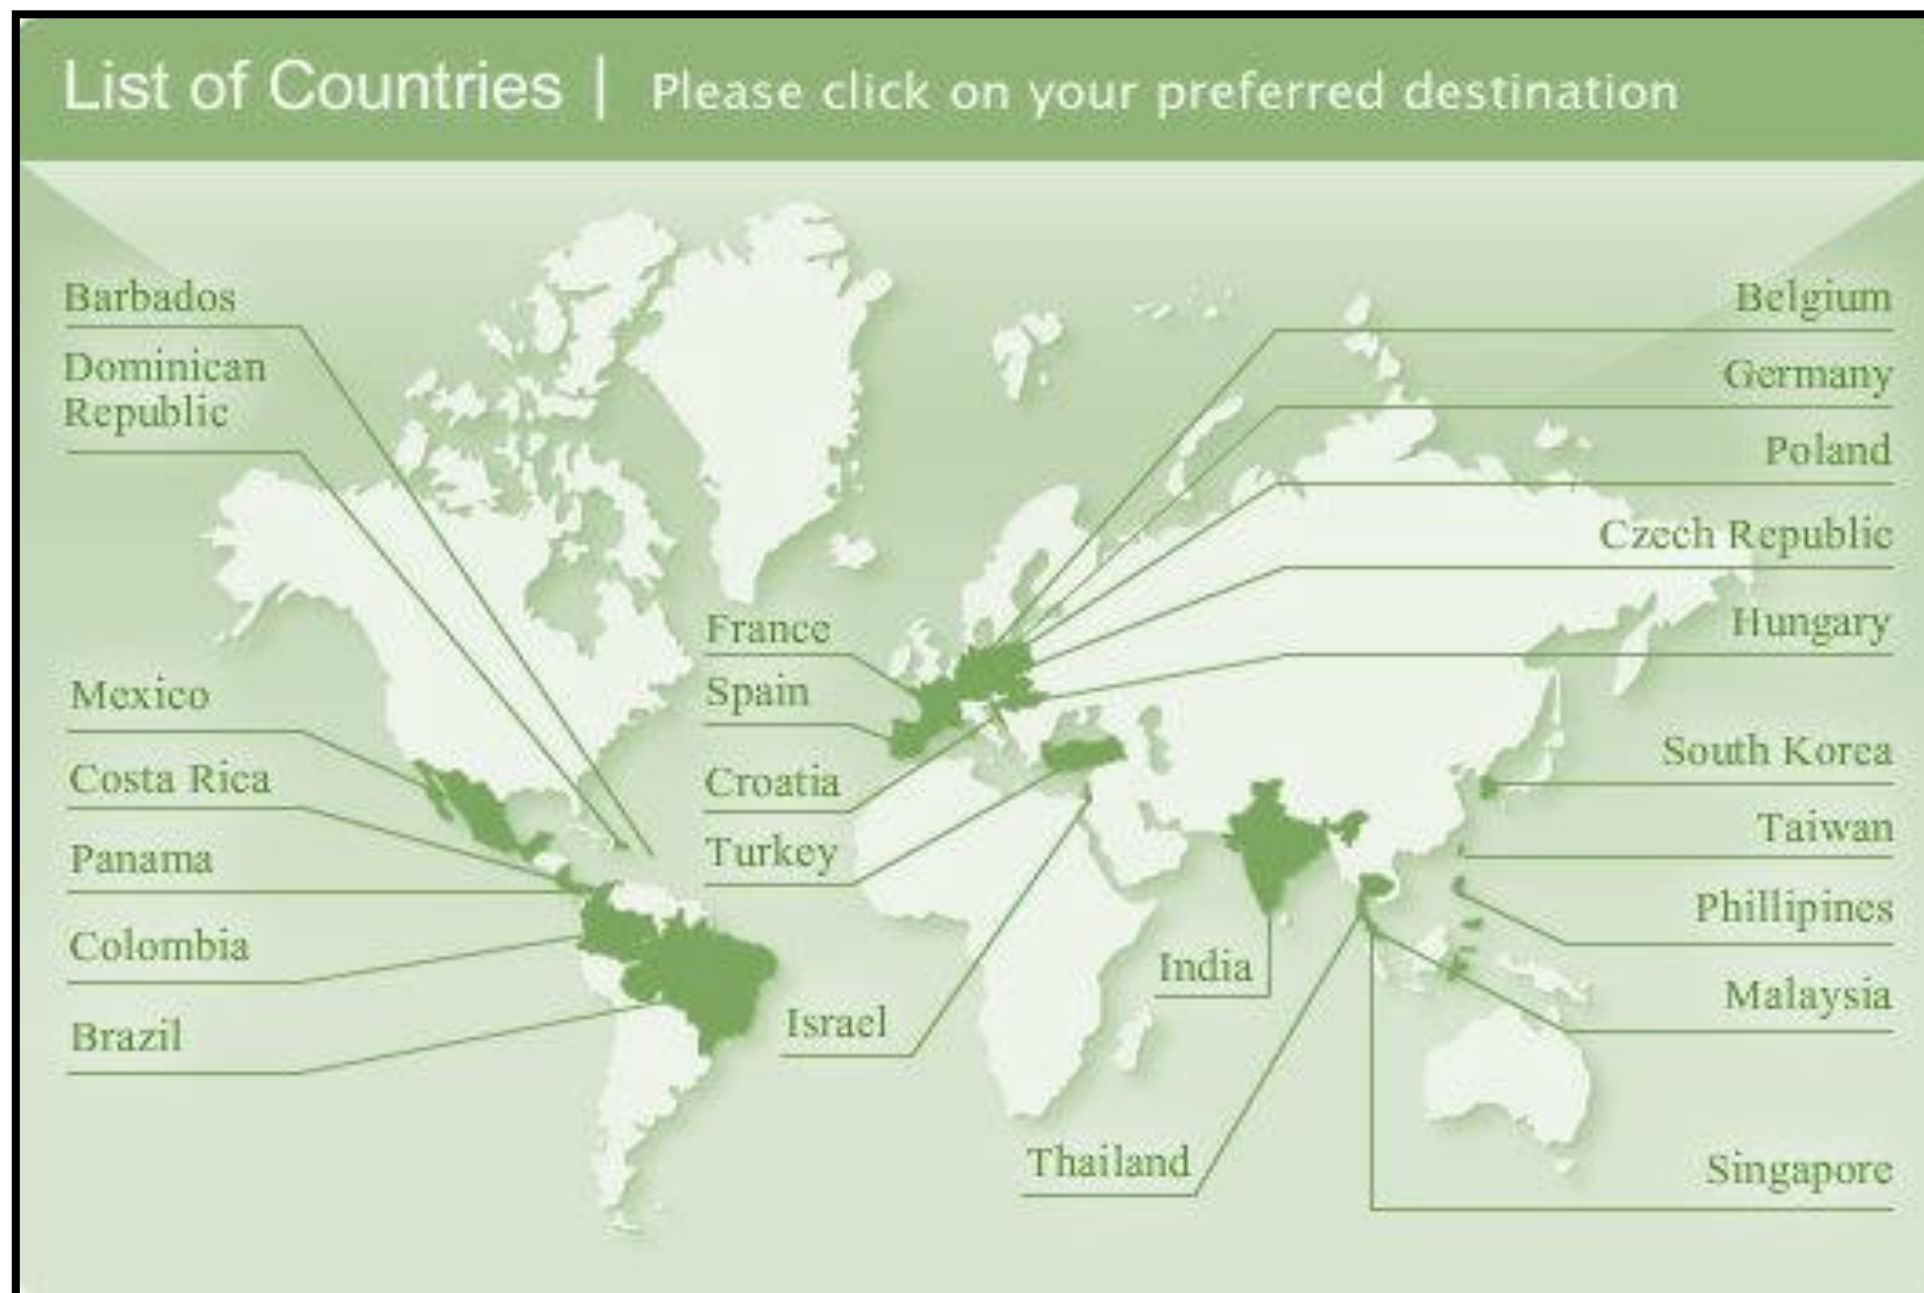 List of Countries | Please click on your preferred destination
Barbados
Dominican
Republic
Mexico
Costa Rica
Panama
Colombia
Brazil
France
Spain
Croatia
Turkey
Israel
India
Thailand
Belgium
Germany
Poland
Czech Republic
Hungary
South Korea
Taiwan
Phillipines
Malaysia
Singapore